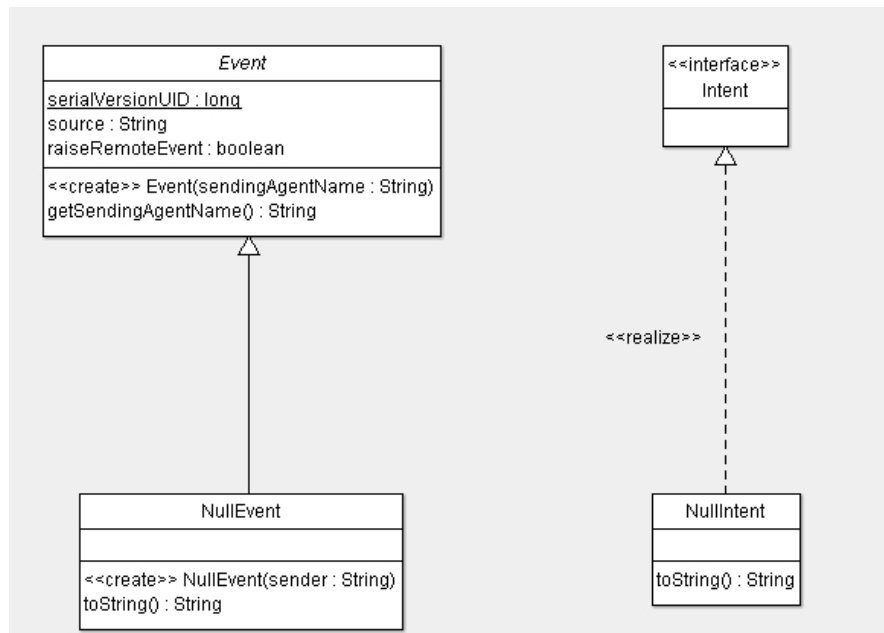 Event
serialVersionUID : long
source : String
raiseRemoteEvent : boolean
<<create>> Event(sendingAgentName : String)
getSendingAgentName() : String
<<interface>>
Intent
<<realize>>
NullEvent
<<create>> NullEvent(sender : String)
toString() : String
NullIntent
toString() : String